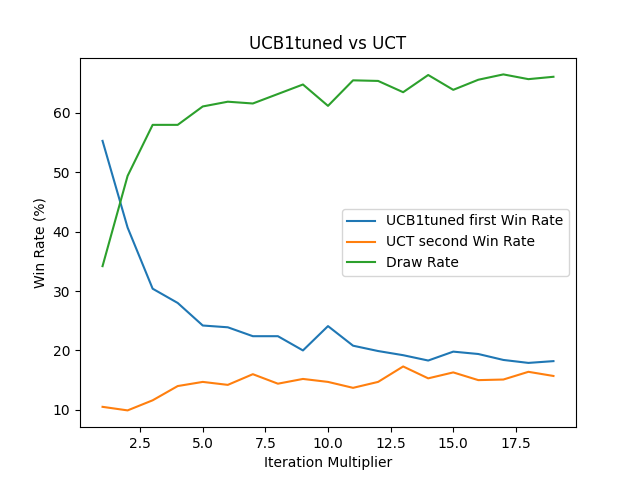 UCB1tuned vs UCT
Win Rate (%)
60
50
40
30
20
10
UCB1tuned first Win Rate
UCT second Win Rate
Draw Rate
2.5 5.0 7.5 10.0 12.5 15.0 17.5
Iteration Multiplier